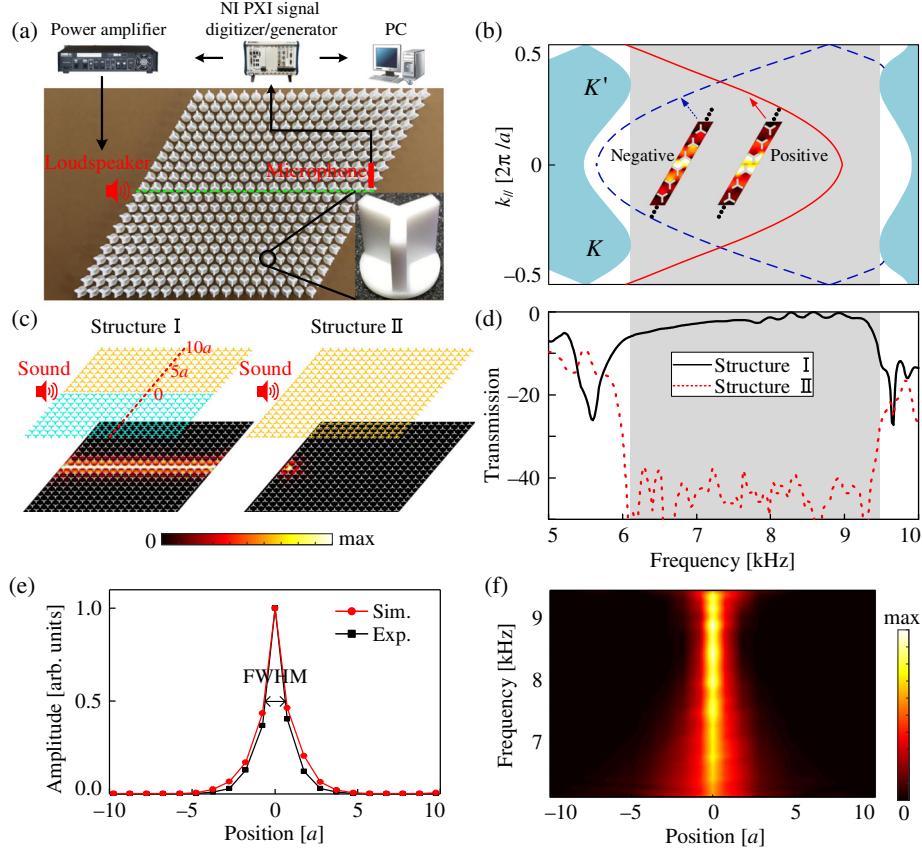 (a)
Power amplifier
NI PXI signal
digitizer/generator
PC
Loudspeaker
Microphone
(b)
K'
K
Negative
Positive
0.5
0
−0.5
k// [2π/a]
(c)
Structure I
Structure II
Sound
10a
5a
0
Sound
0
max
(d)
0
−20
−40
Transmission
Structure I
Structure II
5
6
7
8
9
10
Frequency [kHz]
(e)
1.0
0.5
0.0
Amplitude [arb. units]
Sim.
Exp.
FWHM
−10
−5
0
5
10
Position [a]
(f)
9
8
7
Frequency [kHz]
−10
−5
0
5
10
Position [a]
max
0